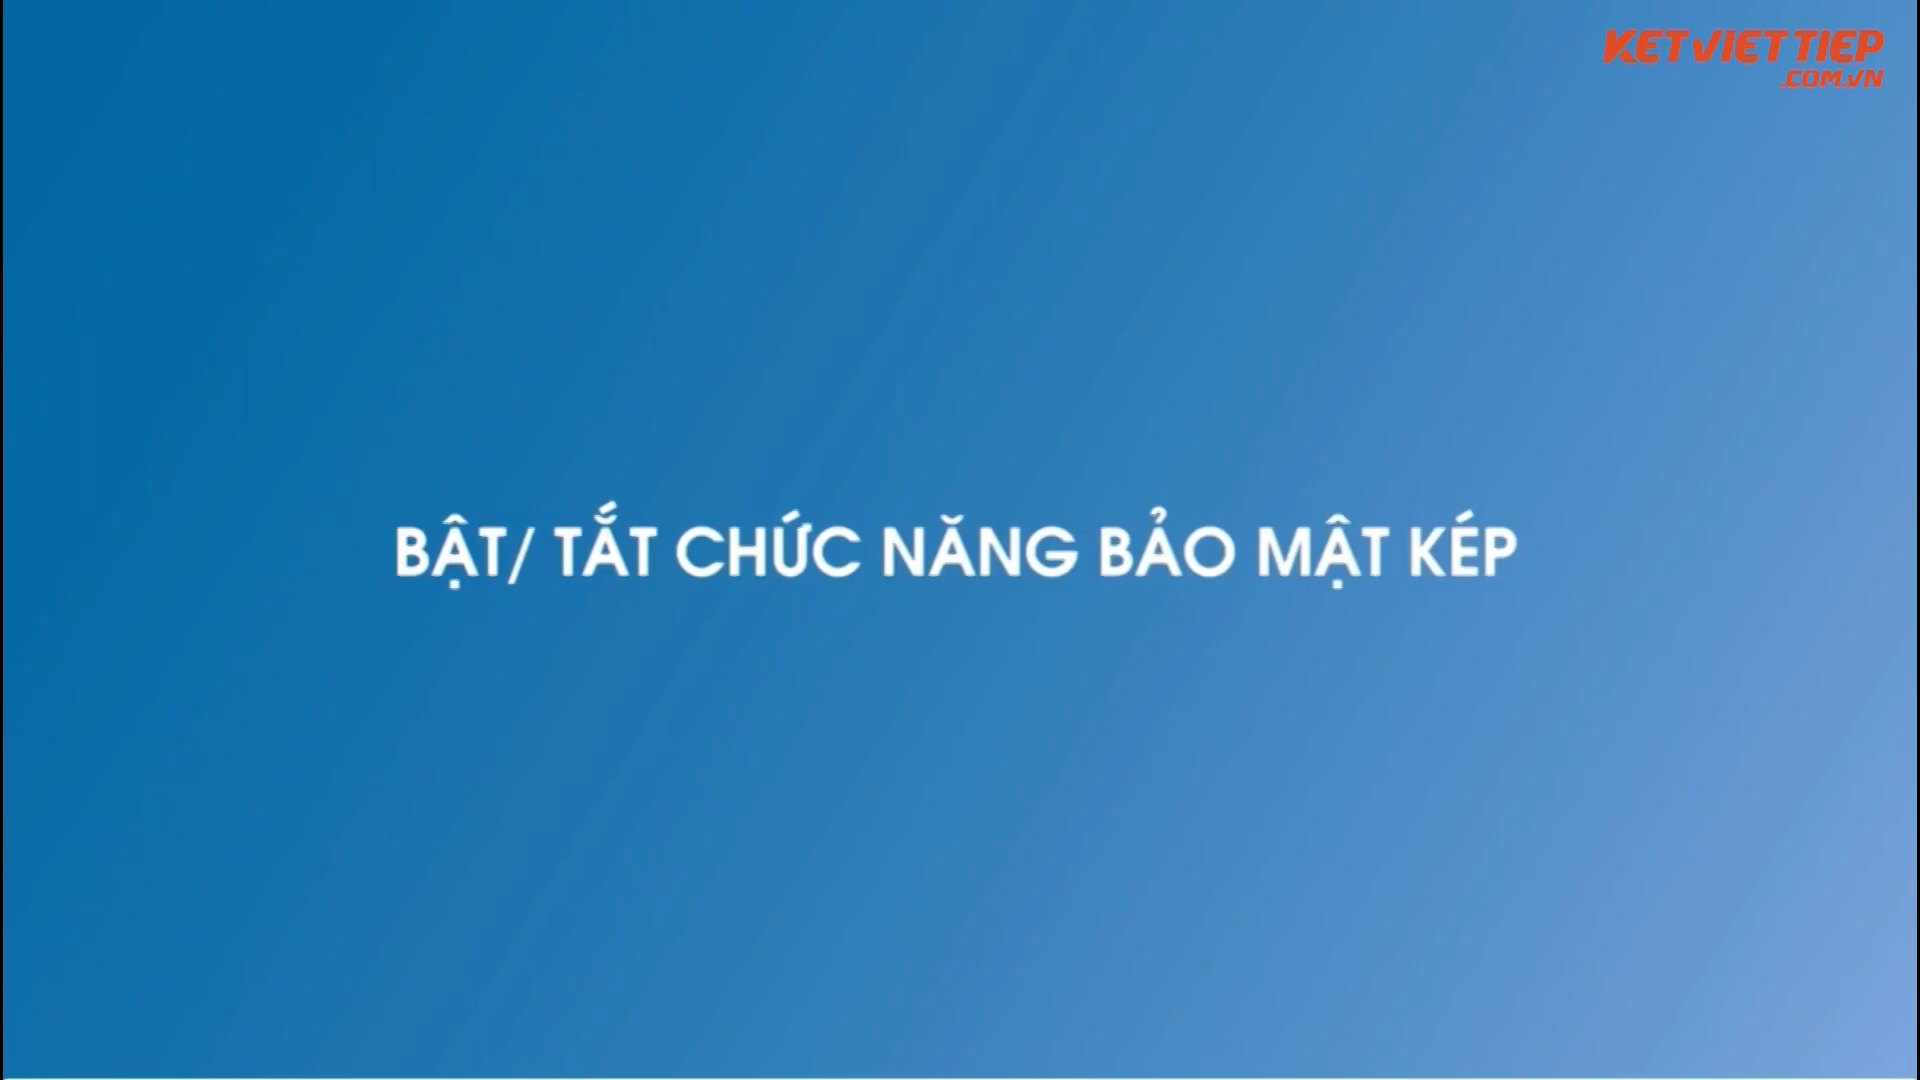 KETVIETTIEP
.COM.VN
BẬT/ TẮT CHỨC NĂNG BẢO MẬT KÉP